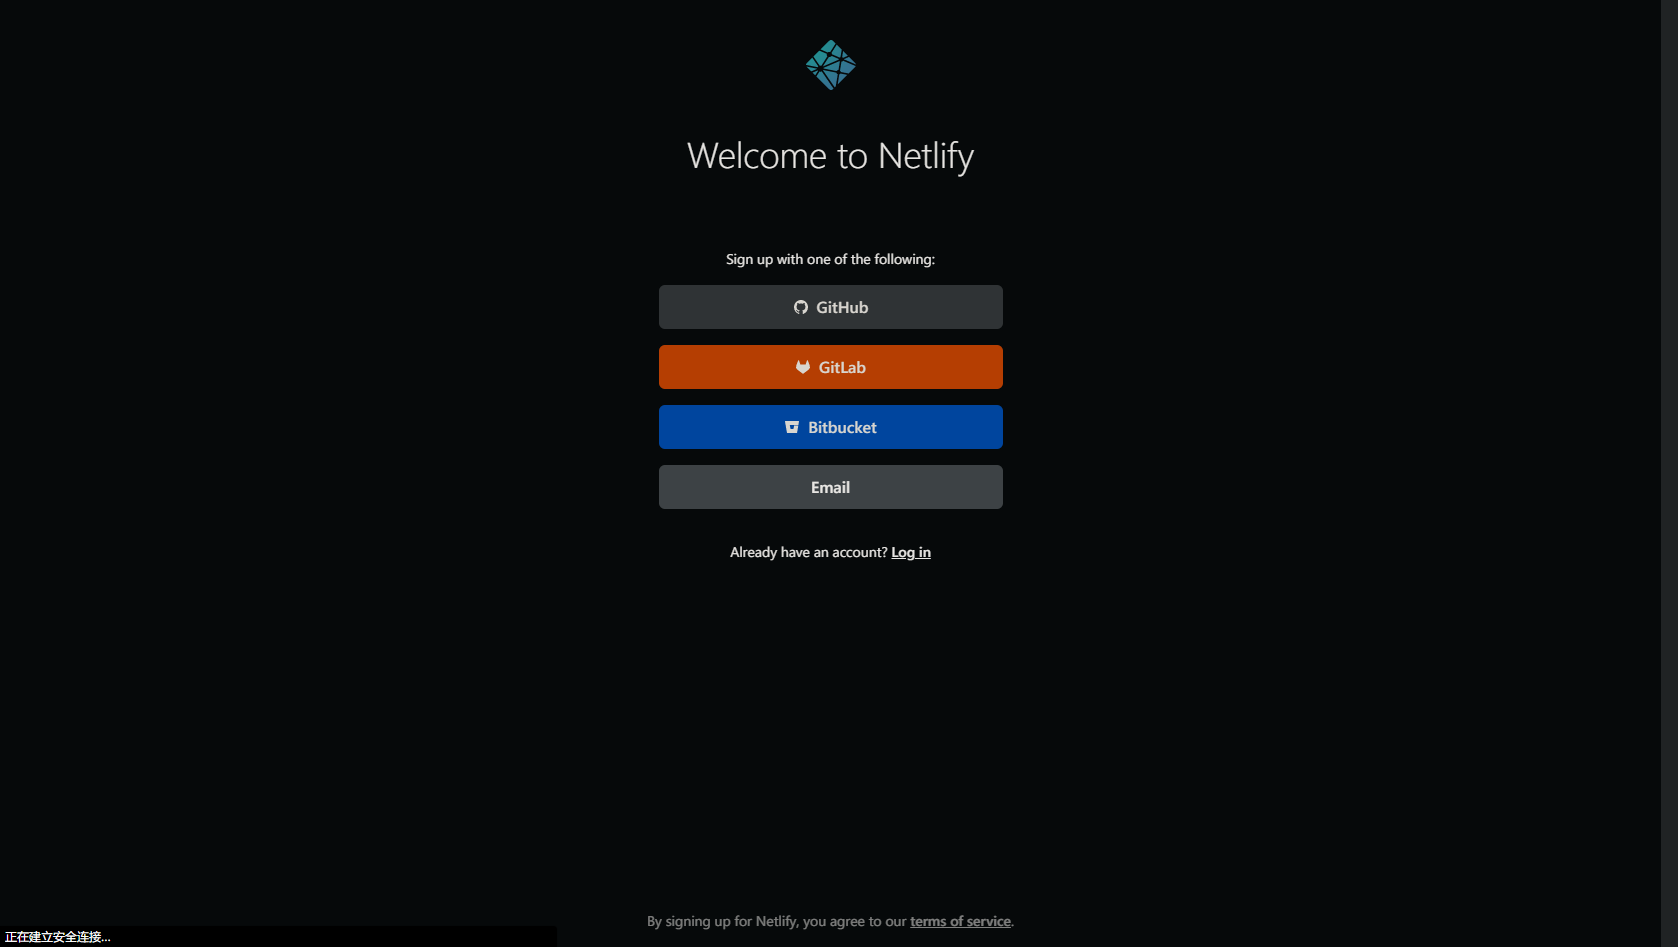 Welcome to Netlify
Sign up with one of the following:
GitHub
GitLab
Bitbucket
Email
Already have an account? Log in
By signing up for Netlify, you agree to our terms of service.
正在建立安全连接...